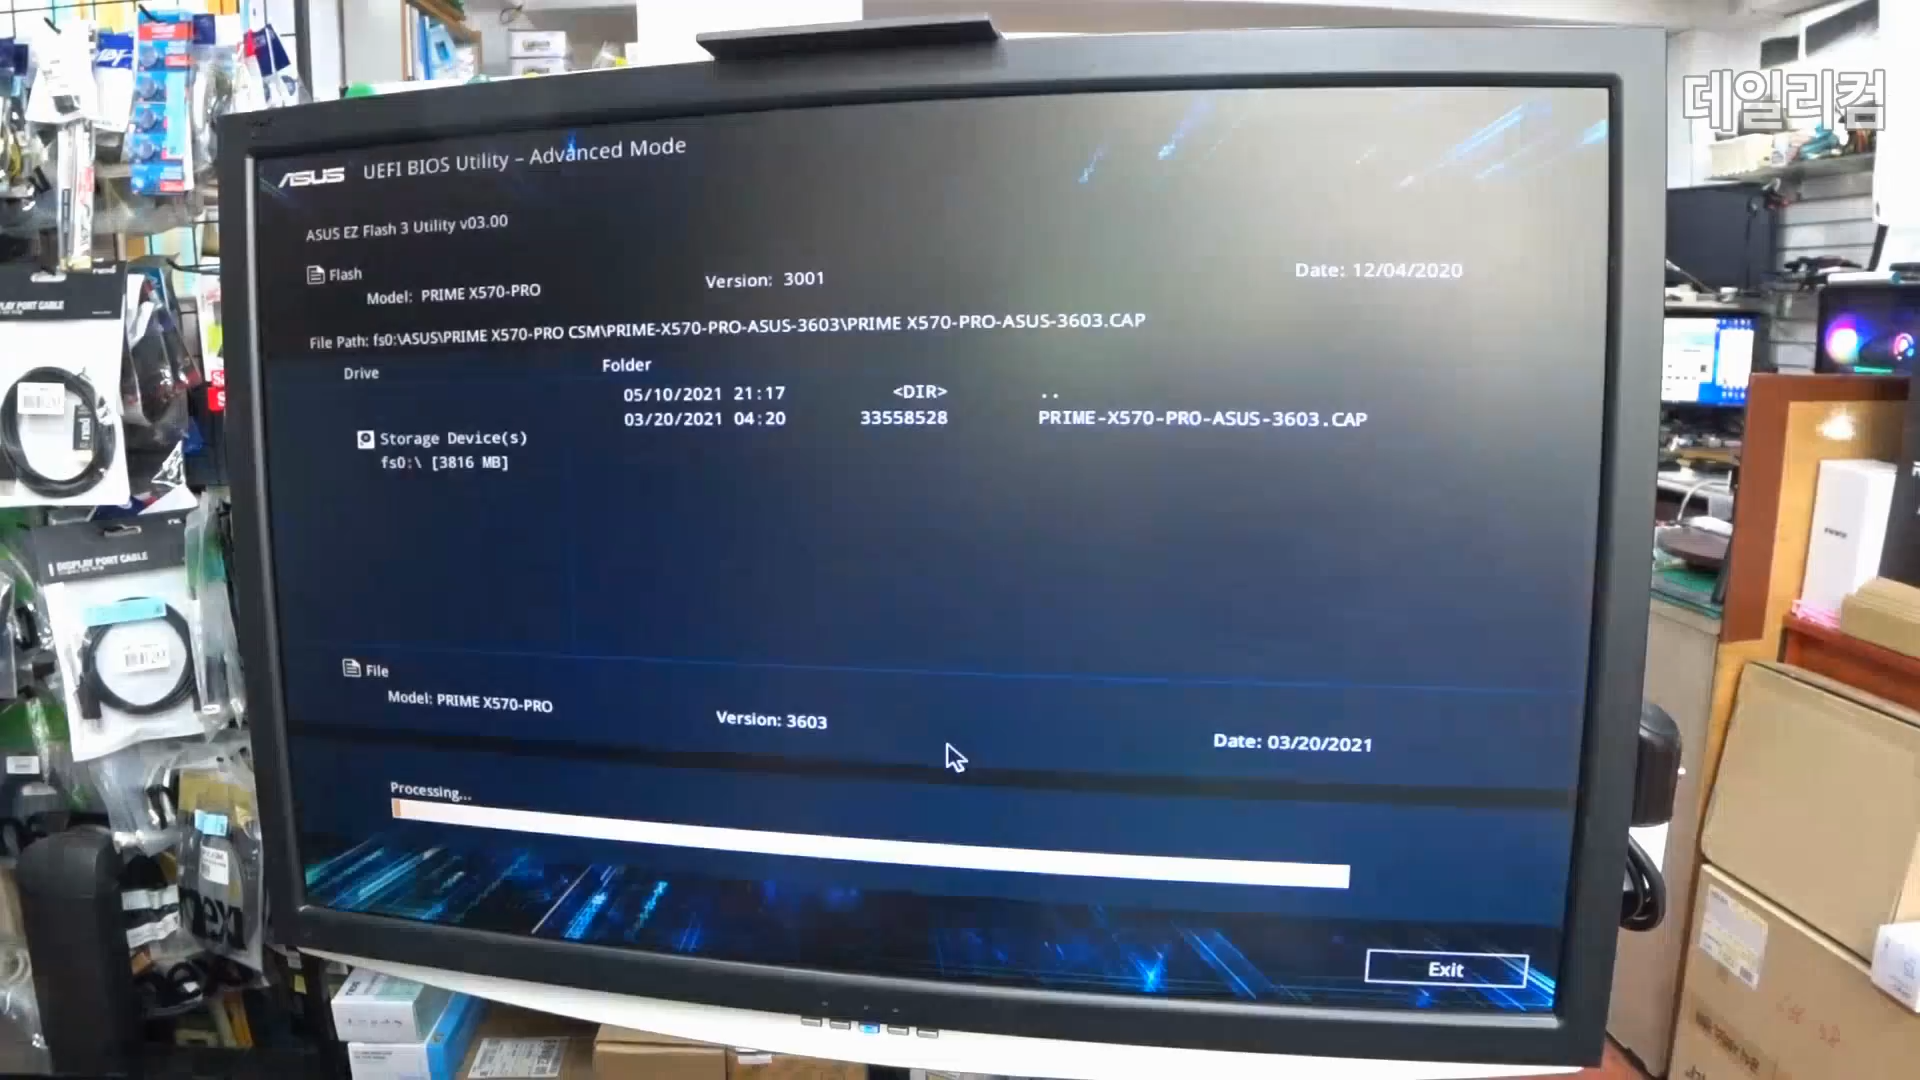 데일리컴
ASUS UEFI BIOS Utility – Advanced Mode
ASUS EZ Flash 3 Utility v03.00
Flash
Model: PRIME X570-PRO Version: 3001 Date: 12/04/2020
File Path: fs0:\ASUS\PRIME X570-PRO CSM\PRIME-X570-PRO-ASUS-3603\PRIME X570-PRO-ASUS-3603.CAP
Drive Folder
05/10/2021 21:17 <DIR> ..
03/20/2021 04:20 33558528 PRIME-X570-PRO-ASUS-3603.CAP
Storage Device(s)
fs0:\ [3816 MB]
File
Model: PRIME X570-PRO Version: 3603 Date: 03/20/2021
Processing...
Exit
DISPLAY PORT CABLE